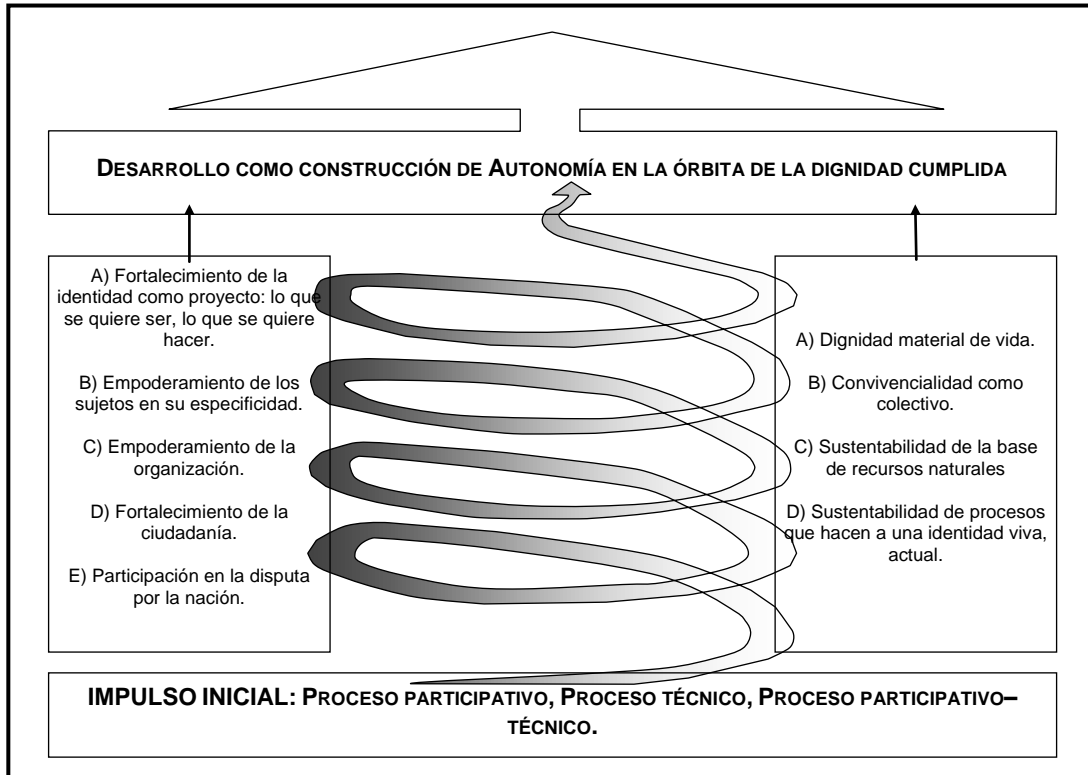 DESARROLLO COMO CONSTRUCCIÓN DE AUTONOMÍA EN LA ÓRBITA DE LA DIGNIDAD CUMPLIDA
A) Fortalecimiento de la
identidad como proyecto: lo que
se quiere ser, lo que se quiere
hacer.
B) Empoderamiento de los
sujetos en su especificidad.
C) Empoderamiento de la
organización.
D) Fortalecimiento de la
ciudadanía.
E) Participación en la disputa
por la nación.
A) Dignidad material de vida.
B) Convivencialidad como
colectivo.
C) Sustentabilidad de la base
de recursos naturales
D) Sustentabilidad de procesos
que hacen a una identidad viva,
actual.
IMPULSO INICIAL: PROCESO PARTICIPATIVO, PROCESO TÉCNICO, PROCESO PARTICIPATIVO–
TÉCNICO.